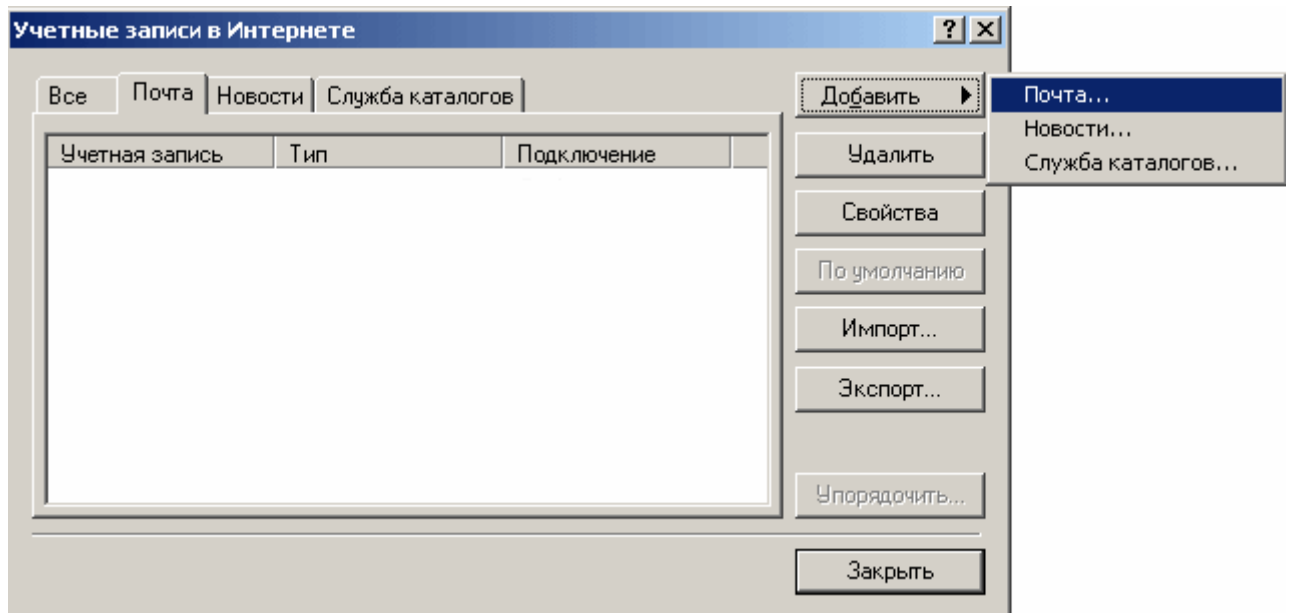 Учетные записи в Интернете
Все Почта Новости Служба каталогов
Учетная запись Тип Подключение
Добавить
Удалить
Свойства
По умолчанию
Импорт...
Экспорт...
Упорядочить...
Закрыть
Почта...
Новости...
Служба каталогов...